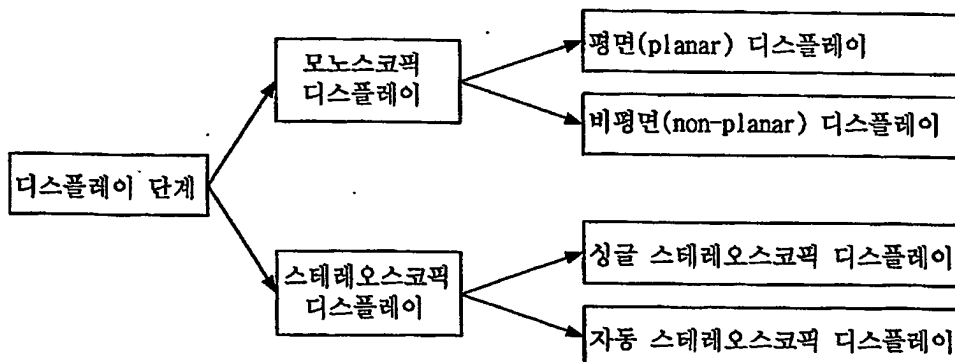 디스플레이 단계
모노스코픽
디스플레이
스테레오스코픽
디스플레이
평면(planar) 디스플레이
비평면(non-planar) 디스플레이
싱글 스테레오스코픽 디스플레이
자동 스테레오스코픽 디스플레이